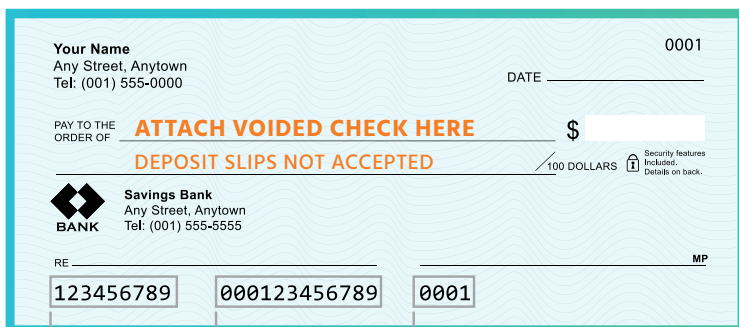 Your Name
0001
Any Street, Anytown
Tel: (001) 555-0000
DATE
PAY TO THE
ORDER OF
ATTACH VOIDED CHECK HERE
$
DEPOSIT SLIPS NOT ACCEPTED
/100 DOLLARS
Security features
Included.
Details on back.
BANK
Savings Bank
Any Street, Anytown
Tel: (001) 555-5555
RE
MP
123456789 000123456789 0001